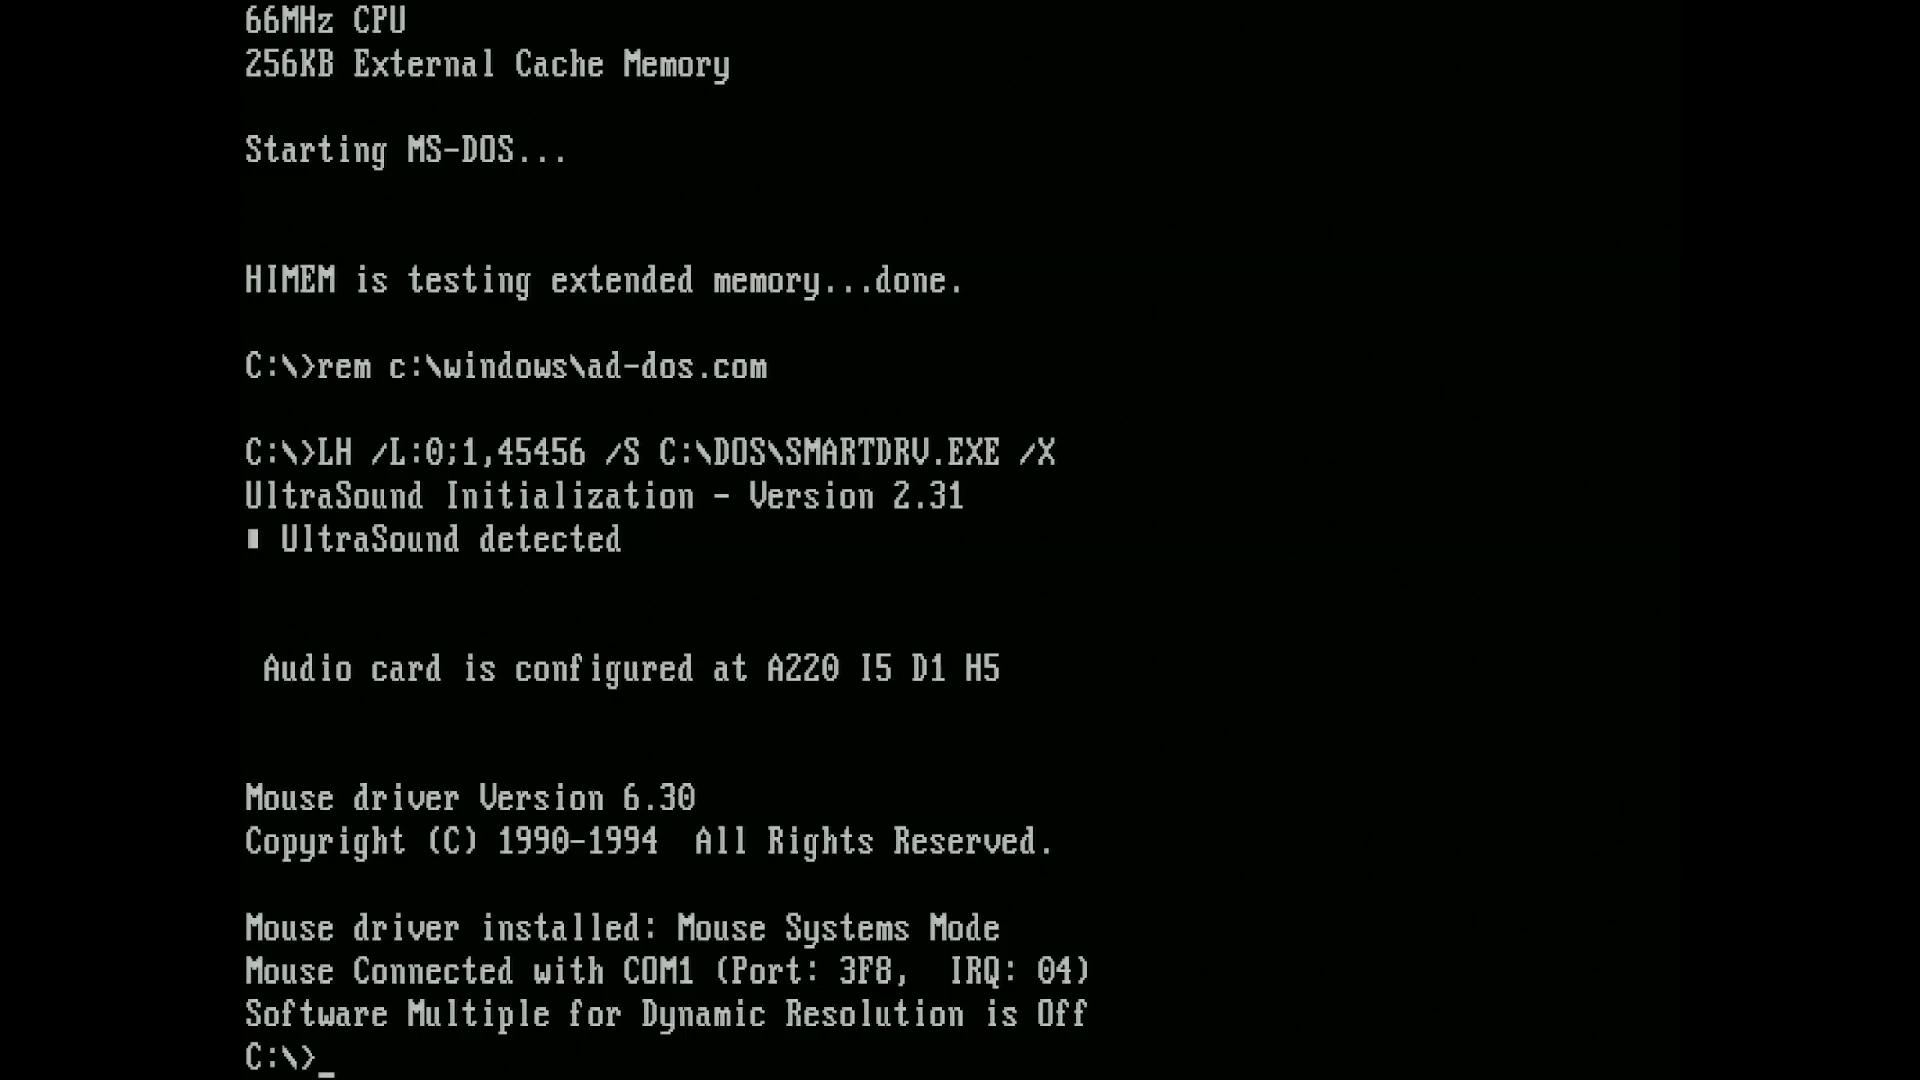 66MHz CPU
256KB External Cache Memory
Starting MS-DOS...
HIMEM is testing extended memory...done.
C:\>rem c:\windows\ad-dos.com
C:\>LH /L:0;1,45456 /S C:\DOS\SMARTDRV.EXE /X
UltraSound Initialization - Version 2.31
▮ UltraSound detected
Audio card is configured at A220 I5 D1 H5
Mouse driver Version 6.30
Copyright (C) 1990-1994  All Rights Reserved.
Mouse driver installed: Mouse Systems Mode
Mouse Connected with COM1 (Port: 3F8,  IRQ: 04)
Software Multiple for Dynamic Resolution is Off
C:\>_